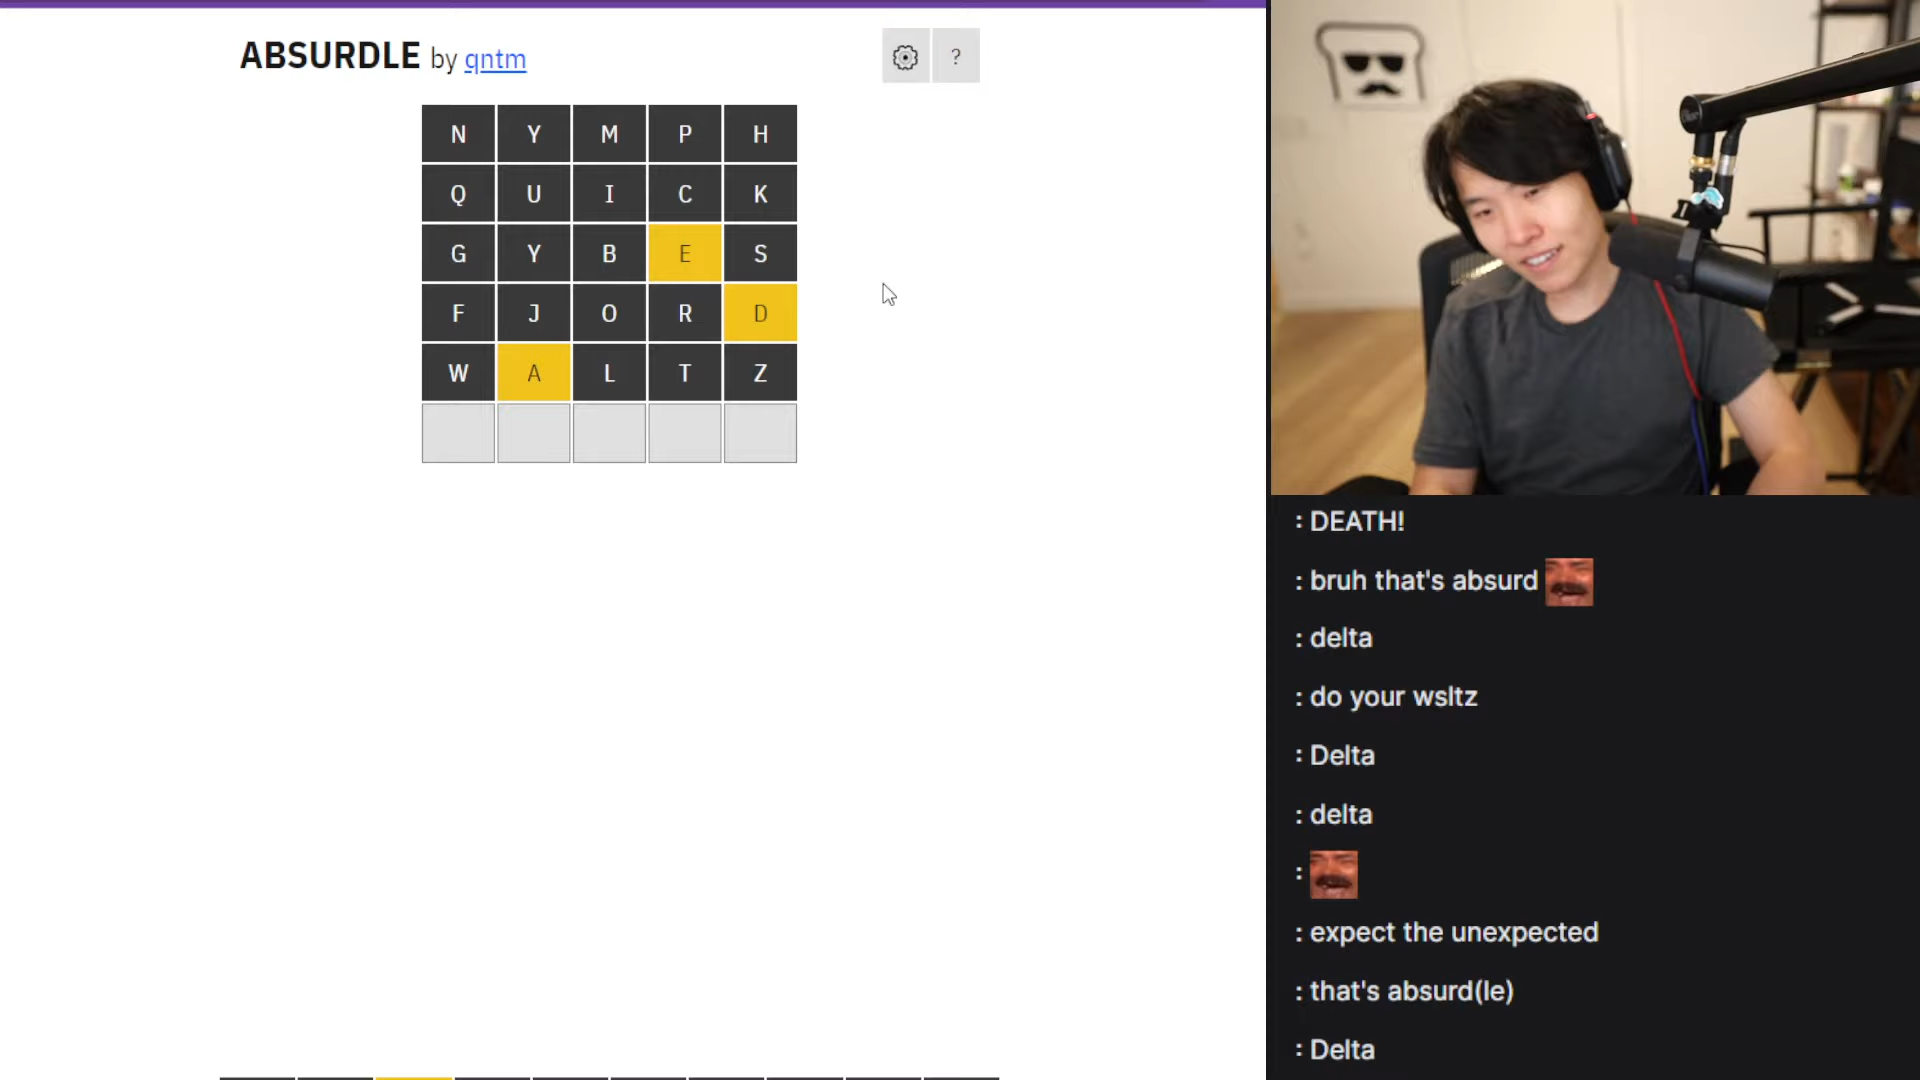 ABSURDLE by qntm
?
N Y M P H
Q U I C K
G Y B E S
F J O R D
W A L T Z
: DEATH!
: bruh that's absurd
: delta
: do your wsltz
: Delta
: delta
:
: expect the unexpected
: that's absurd(le)
: Delta